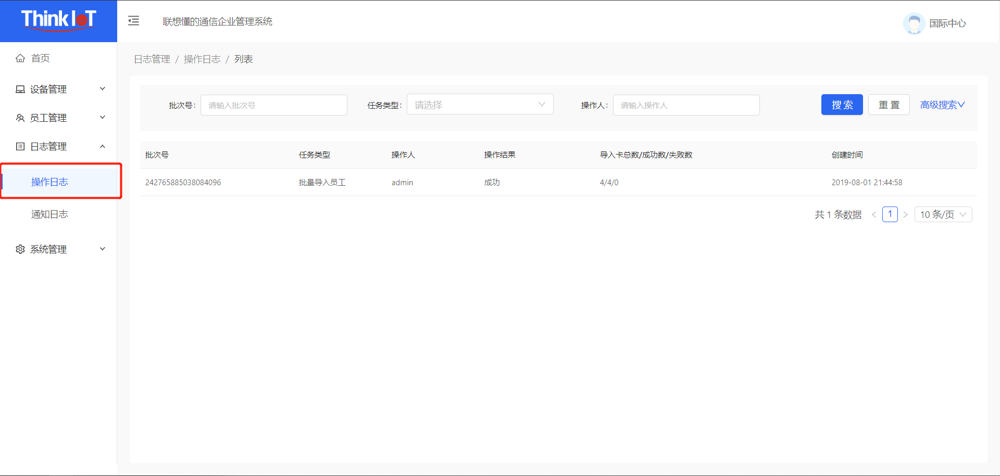 Think IoT
联想懂的通信企业管理系统
国际中心
首页
设备管理
员工管理
日志管理
操作日志
通知日志
系统管理
日志管理 / 操作日志 / 列表
批次号: 请输入批次号 任务类型: 请选择 操作人: 请输入操作人 搜 索 重 置 高级搜索
批次号 任务类型 操作人 操作结果 导入卡总数/成功数/失败数 创建时间
242765885038084096 批量导入员工 admin 成功 4/4/0 2019-08-01 21:44:58
共 1 条数据 < 1 > 10 条/页